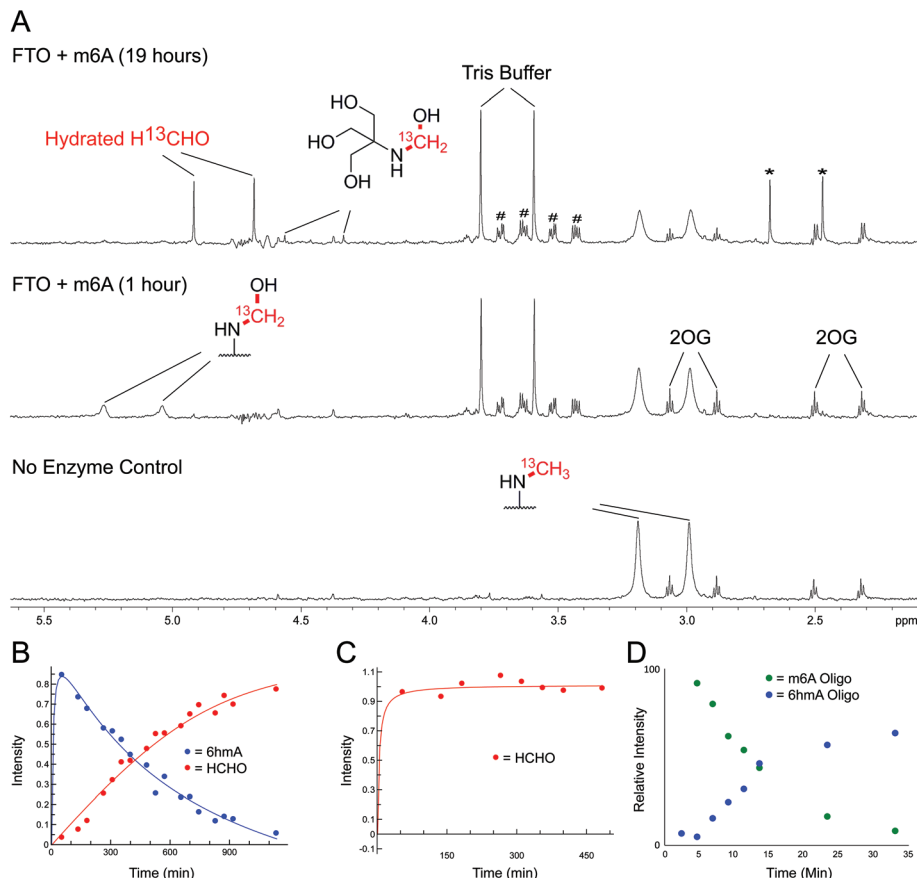 A
FTO + m6A (19 hours)
Tris Buffer
HO
OH
Hydrated H13CHO
HO
13CH2
N
H
OH
*
*
#
#
#
#
FTO + m6A (1 hour)
OH
13CH2
HN
2OG
2OG
No Enzyme Control
13CH3
HN
5.5
5.0
4.5
4.0
3.5
3.0
2.5
ppm
B
C
D
0.8
0.7
0.6
0.5
0.4
0.3
0.2
0.1
0
Intensity
= 6hmA
= HCHO
0
300
600
900
Time (min)
1.1
0.9
0.7
0.5
0.3
0.1
-0.1
Intensity
= HCHO
150
300
450
Time (min)
100
0
Relative Intensity
= m6A Oligo
= 6hmA Oligo
0
5
10
15
20
25
30
35
Time (Min)